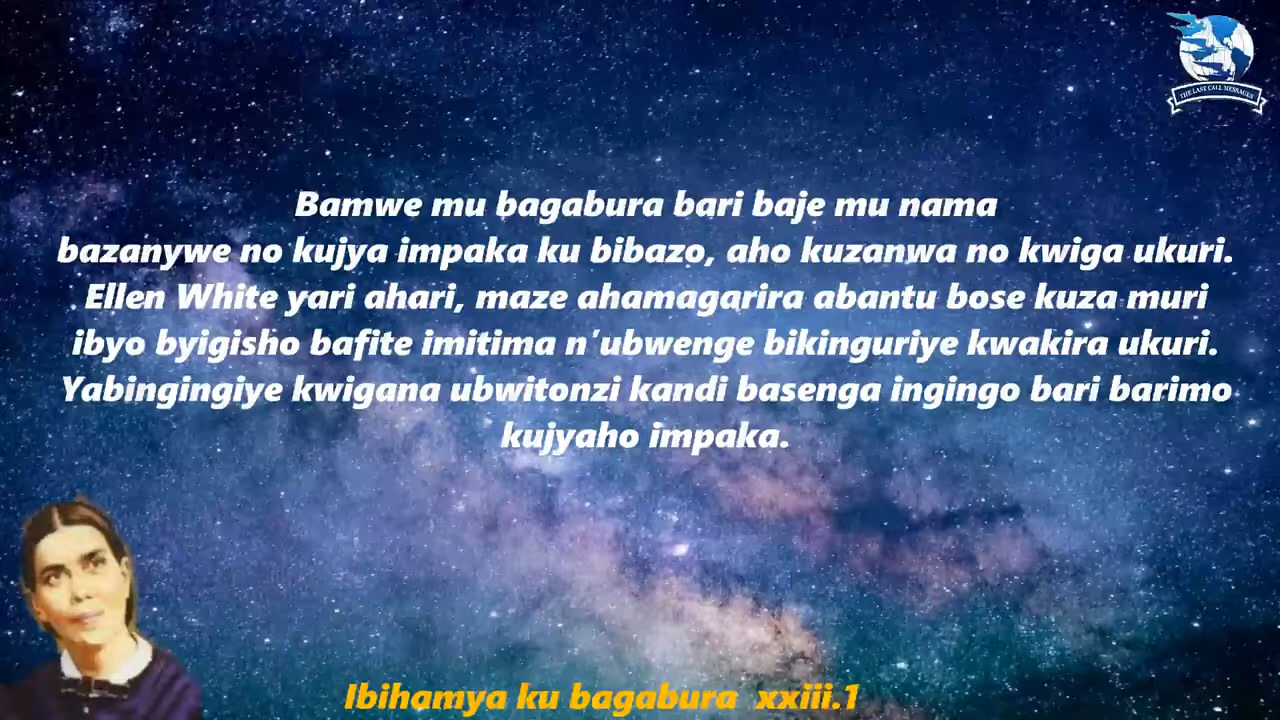 THE LAST CALL MESSAGES
Bamwe mu bagabura bari baje mu nama
bazanywe no kujya impaka ku bibazo, aho kuzanwa no kwiga ukuri.
. Ellen White yari ahari, maze ahamagarira abantu bose kuza muri
ibyo byigisho bafite imitima n'ubwenge bikinguriye kwakira ukuri.
Yabingingiye kwigana ubwitonzi kandi basenga ingingo bari barimo
kujyaho impaka.
Ibihamya ku bagabura xxiii.1